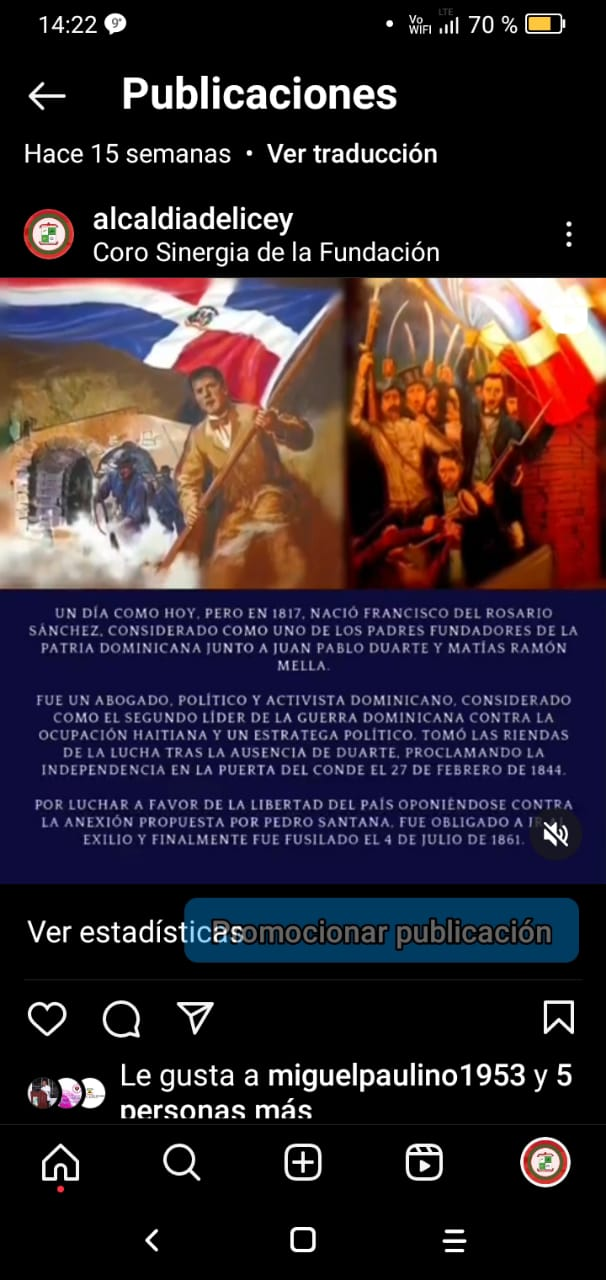 14:22 9° Vo WIFI LTE 70 %
Publicaciones
Hace 15 semanas • Ver traducción
alcaldiadelicey
Coro Sinergia de la Fundación
UN DÍA COMO HOY, PERO EN 1817, NACIÓ FRANCISCO DEL ROSARIO
SÁNCHEZ, CONSIDERADO COMO UNO DE LOS PADRES FUNDADORES DE LA
PATRIA DOMINICANA JUNTO A JUAN PABLO DUARTE Y MATÍAS RAMÓN
MELLA.
FUE UN ABOGADO, POLÍTICO Y ACTIVISTA DOMINICANO, CONSIDERADO
COMO EL SEGUNDO LÍDER DE LA GUERRA DOMINICANA CONTRA LA
OCUPACIÓN HAITIANA Y UN ESTRATEGA POLÍTICO. TOMÓ LAS RIENDAS
DE LA LUCHA TRAS LA AUSENCIA DE DUARTE, PROCLAMANDO LA
INDEPENDENCIA EN LA PUERTA DEL CONDE EL 27 DE FEBRERO DE 1844.
POR LUCHAR A FAVOR DE LA LIBERTAD DEL PAÍS OPONIÉNDOSE CONTRA
LA ANEXIÓN PROPUESTA POR PEDRO SANTANA, FUE OBLIGADO A IR AL
EXILIO Y FINALMENTE FUE FUSILADO EL 4 DE JULIO DE 1861.
Ver estadísticas Promocionar publicación
Le gusta a miguelpaulino1953 y 5
personas más